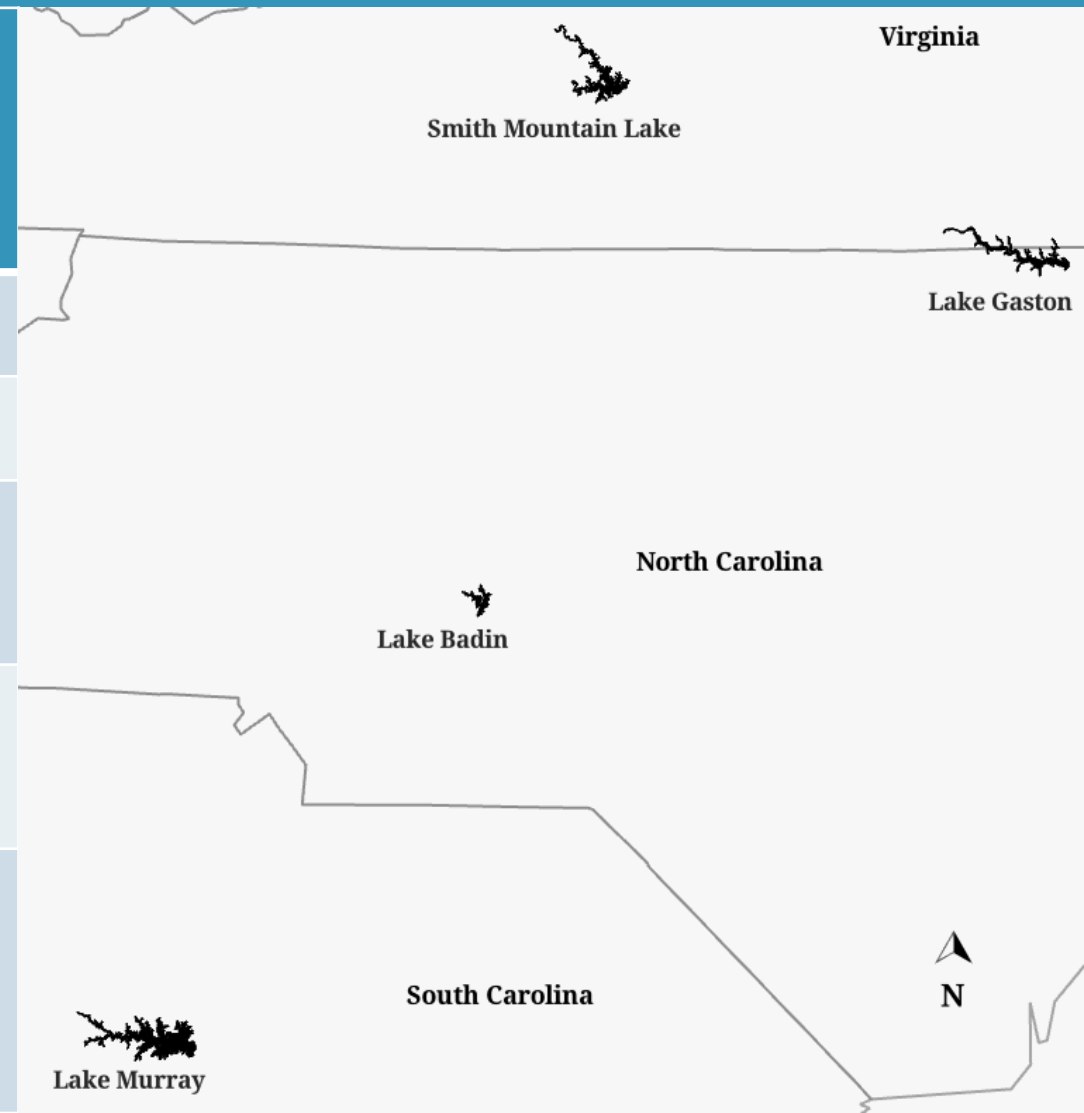 Virginia
Smith Mountain Lake
Lake Gaston
North Carolina
Lake Badin
South Carolina
N
Lake Murray